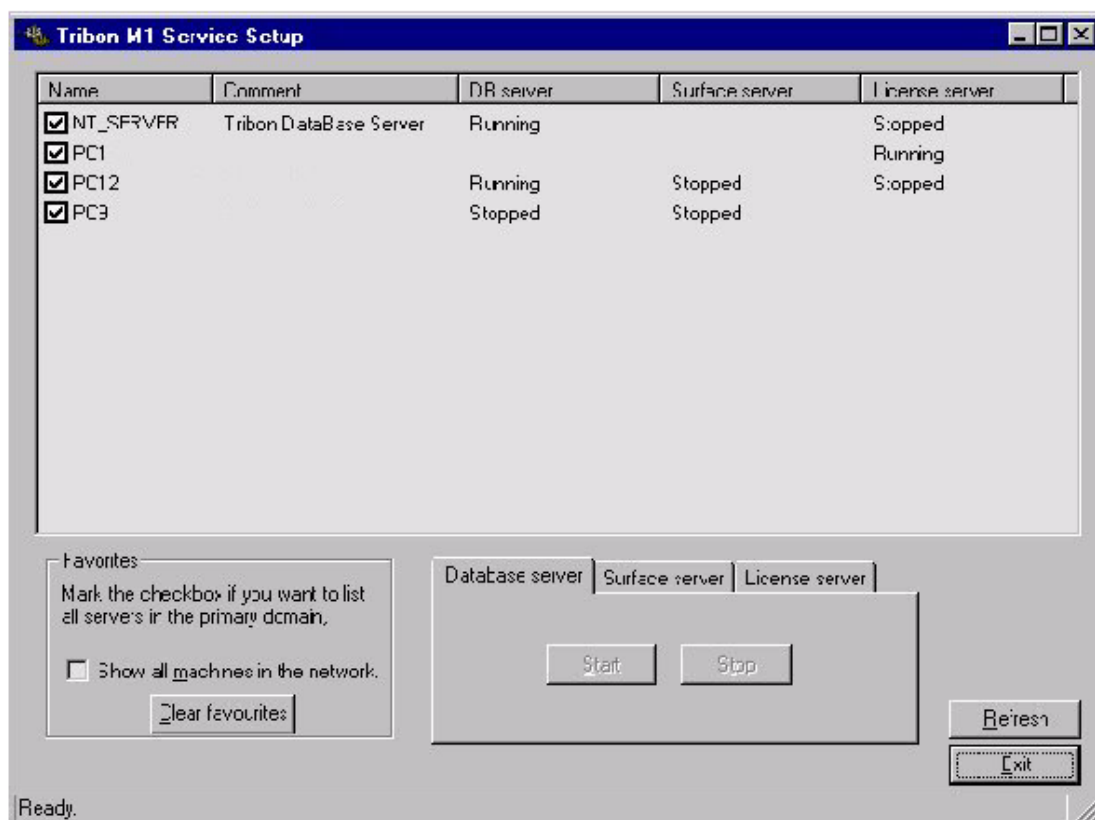 Tribon M1 Service Setup
Name Comment DB server Surface server License server
NT_SERVER Tribon DataBase Server Running Stopped
PC1 Running
PC12 Running Stopped Stopped
PC9 Stopped Stopped
Favorites
Mark the checkbox if you want to list
all servers in the primary domain,
Show all machines in the network.
Clear favourites
Database server Surface server License server
Start Stop
Refresh
Exit
Ready.